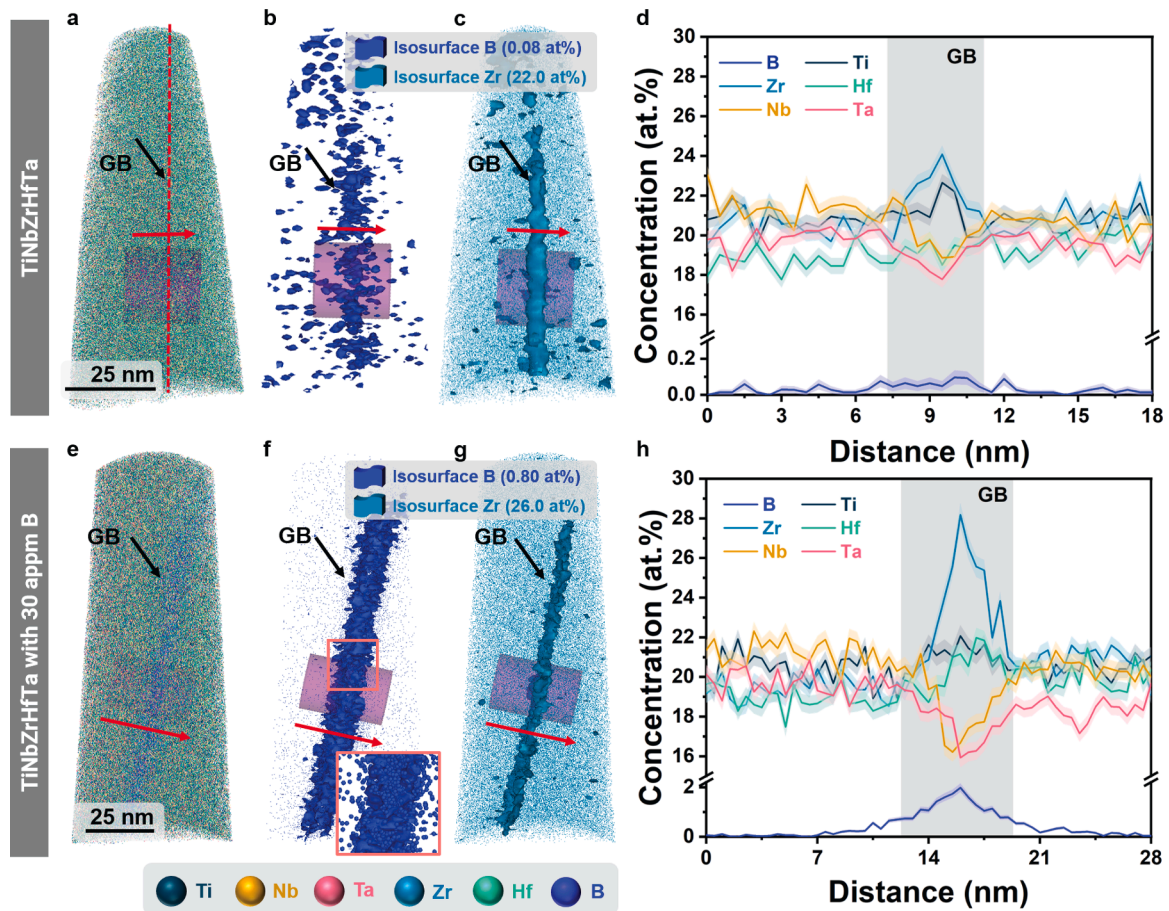 TiNbZrHfTa
a
b
c
d
Isosurface B (0.08 at%)
Isosurface Zr (22.0 at%)
GB
GB
GB
25 nm
Concentration (at.%)
30
28
26
24
22
20
18
16
0.2
0.0
B
Ti
Zr
Hf
Nb
Ta
GB
0
3
6
9
12
15
18
Distance (nm)
TiNbZrHfTa with 30 appm B
e
f
g
h
Isosurface B (0.80 at%)
Isosurface Zr (26.0 at%)
GB
GB
GB
25 nm
Concentration (at.%)
30
28
26
24
22
20
18
16
2
0
B
Ti
Zr
Hf
Nb
Ta
GB
0
7
14
21
28
Distance (nm)
Ti Nb Ta Zr Hf B